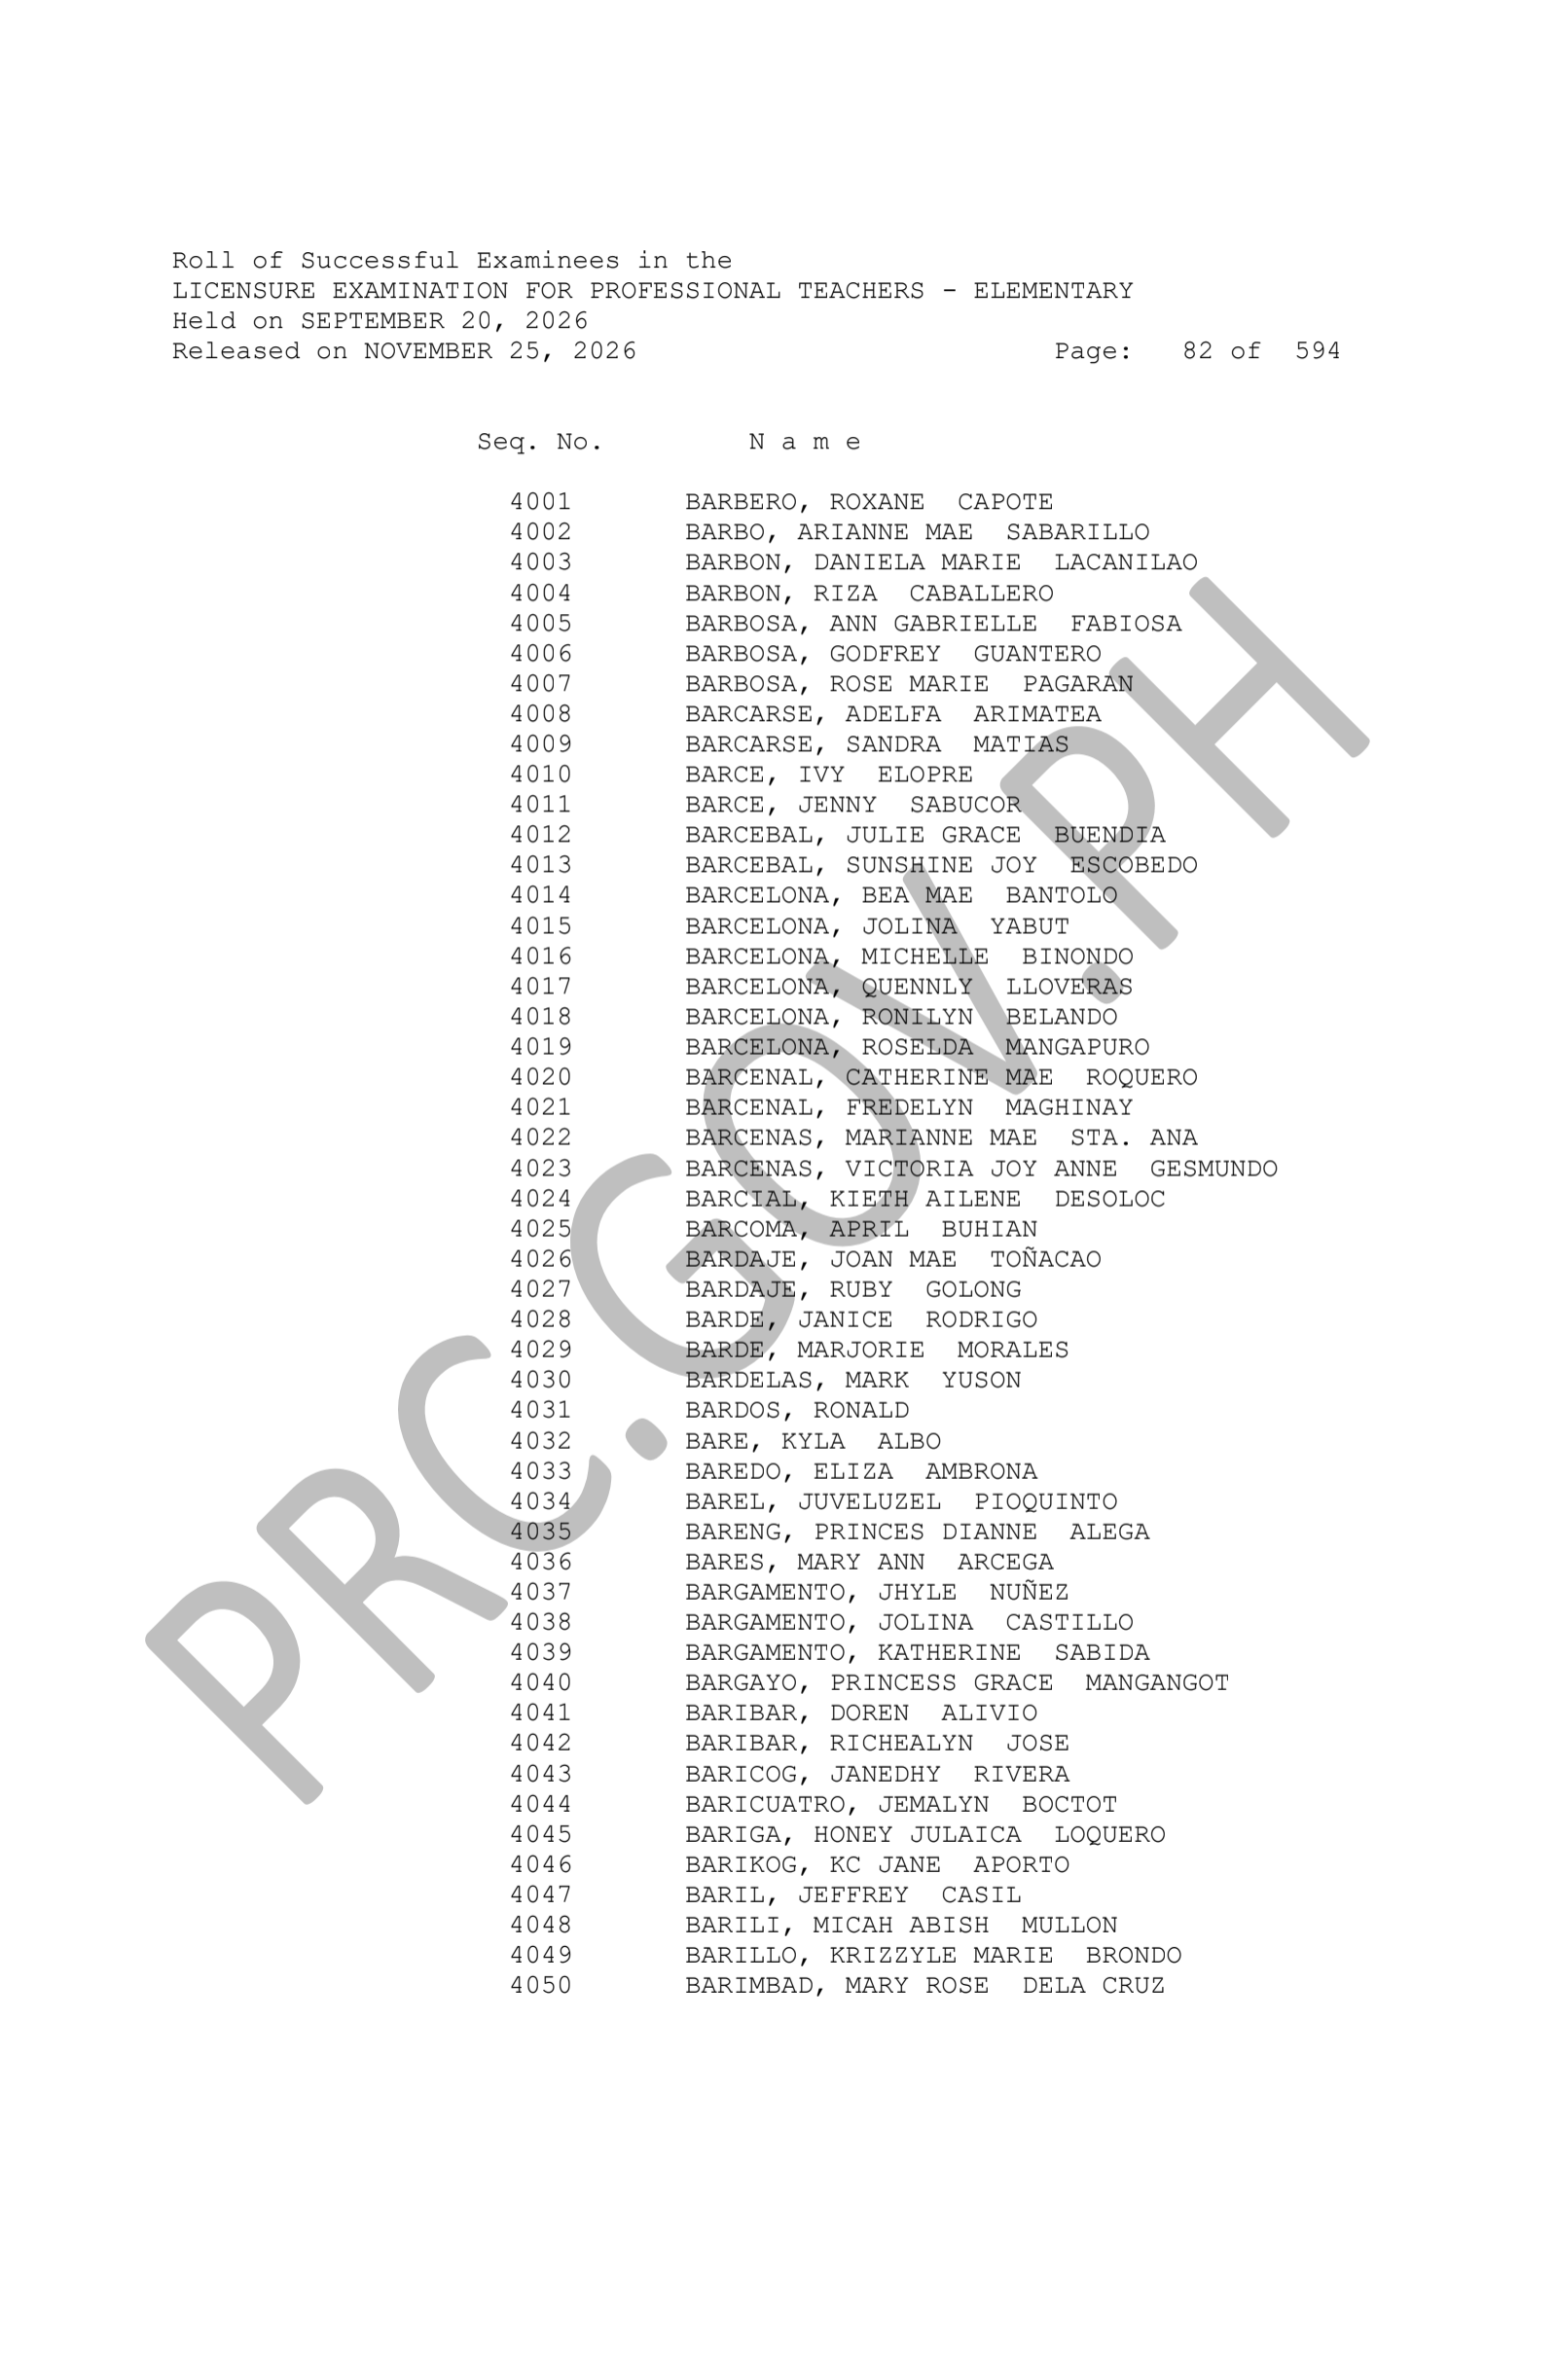 Roll of Successful Examinees in the
LICENSURE EXAMINATION FOR PROFESSIONAL TEACHERS - ELEMENTARY
Held on SEPTEMBER 20, 2026
Released on NOVEMBER 25, 2026 Page: 82 of 594
Seq. No. N a m e
4001 BARBERO, ROXANE CAPOTE
4002 BARBO, ARIANNE MAE SABARILLO
4003 BARBON, DANIELA MARIE LACANILAO
4004 BARBON, RIZA CABALLERO
4005 BARBOSA, ANN GABRIELLE FABIOSA
4006 BARBOSA, GODFREY GUANTERO
4007 BARBOSA, ROSE MARIE PAGARAN
4008 BARCARSE, ADELFA ARIMATEA
4009 BARCARSE, SANDRA MATIAS
4010 BARCE, IVY ELOPRE
4011 BARCE, JENNY SABUCOR
4012 BARCEBAL, JULIE GRACE BUENDIA
4013 BARCEBAL, SUNSHINE JOY ESCOBEDO
4014 BARCELONA, BEA MAE BANTOLO
4015 BARCELONA, JOLINA YABUT
4016 BARCELONA, MICHELLE BINONDO
4017 BARCELONA, QUENNLY LLOVERAS
4018 BARCELONA, RONILYN BELANDO
4019 BARCELONA, ROSELDA MANGAPURO
4020 BARCENAL, CATHERINE MAE ROQUERO
4021 BARCENAL, FREDELYN MAGHINAY
4022 BARCENAS, MARIANNE MAE STA. ANA
4023 BARCENAS, VICTORIA JOY ANNE GESMUNDO
4024 BARCIAL, KIETH AILENE DESOLOC
4025 BARCOMA, APRIL BUHIAN
4026 BARDAJE, JOAN MAE TOÑACAO
4027 BARDAJE, RUBY GOLONG
4028 BARDE, JANICE RODRIGO
4029 BARDE, MARJORIE MORALES
4030 BARDELAS, MARK YUSON
4031 BARDOS, RONALD
4032 BARE, KYLA ALBO
4033 BAREDO, ELIZA AMBRONA
4034 BAREL, JUVELUZEL PIOQUINTO
4035 BARENG, PRINCES DIANNE ALEGA
4036 BARES, MARY ANN ARCEGA
4037 BARGAMENTO, JHYLE NUÑEZ
4038 BARGAMENTO, JOLINA CASTILLO
4039 BARGAMENTO, KATHERINE SABIDA
4040 BARGAYO, PRINCESS GRACE MANGANGOT
4041 BARIBAR, DOREN ALIVIO
4042 BARIBAR, RICHEALYN JOSE
4043 BARICOG, JANEDHY RIVERA
4044 BARICUATRO, JEMALYN BOCTOT
4045 BARIGA, HONEY JULAICA LOQUERO
4046 BARIKOG, KC JANE APORTO
4047 BARIL, JEFFREY CASIL
4048 BARILI, MICAH ABISH MULLON
4049 BARILLO, KRIZZYLE MARIE BRONDO
4050 BARIMBAD, MARY ROSE DELA CRUZ
PRC.GOV.PH